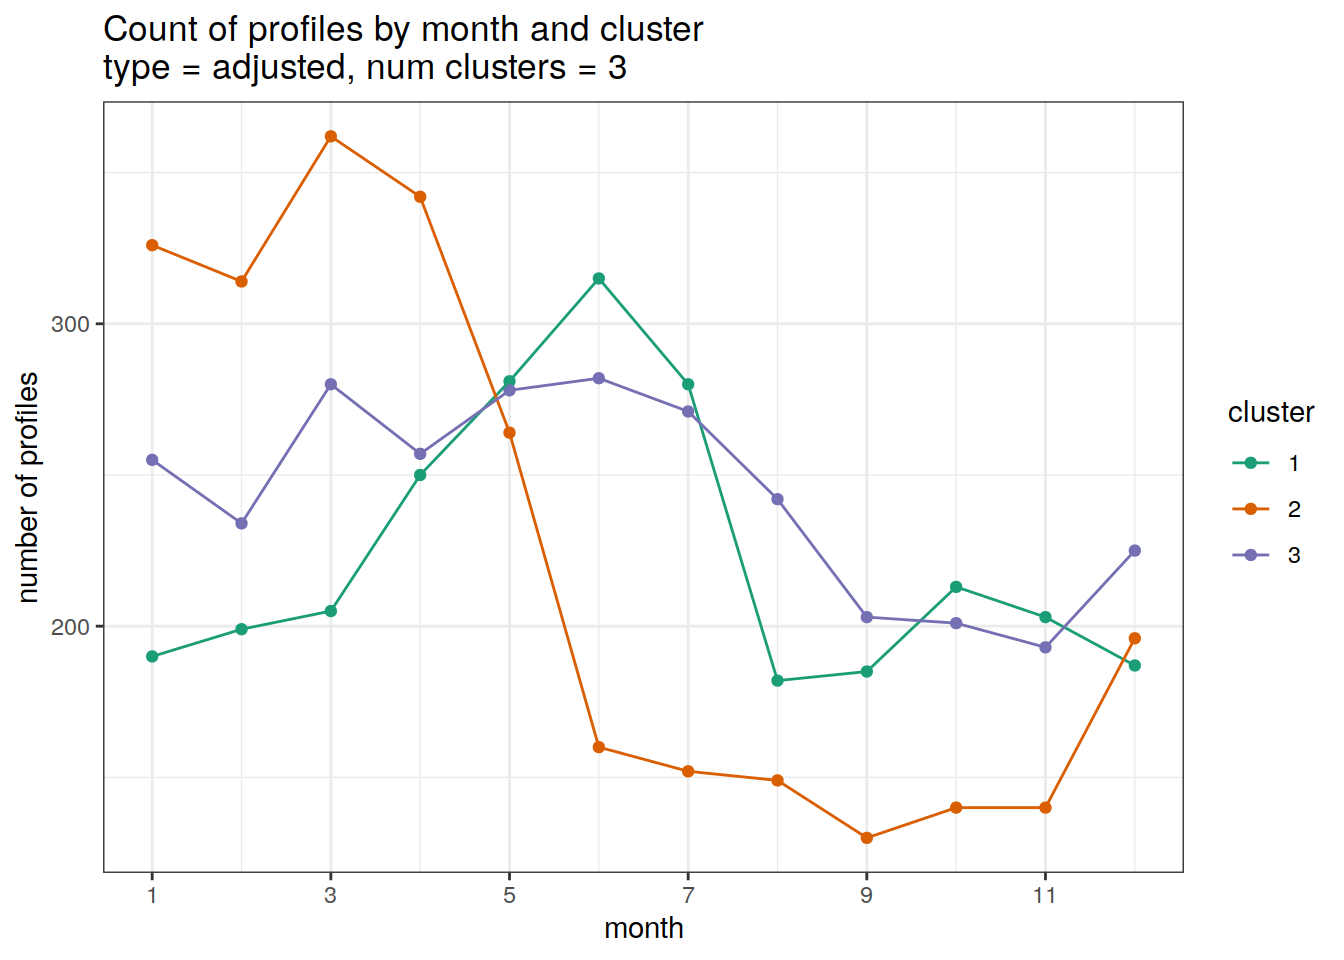 Count of profiles by month and cluster
type = adjusted, num clusters = 3
300
200
number of profiles
1 3 5 7 9 11
month
cluster
1
2
3